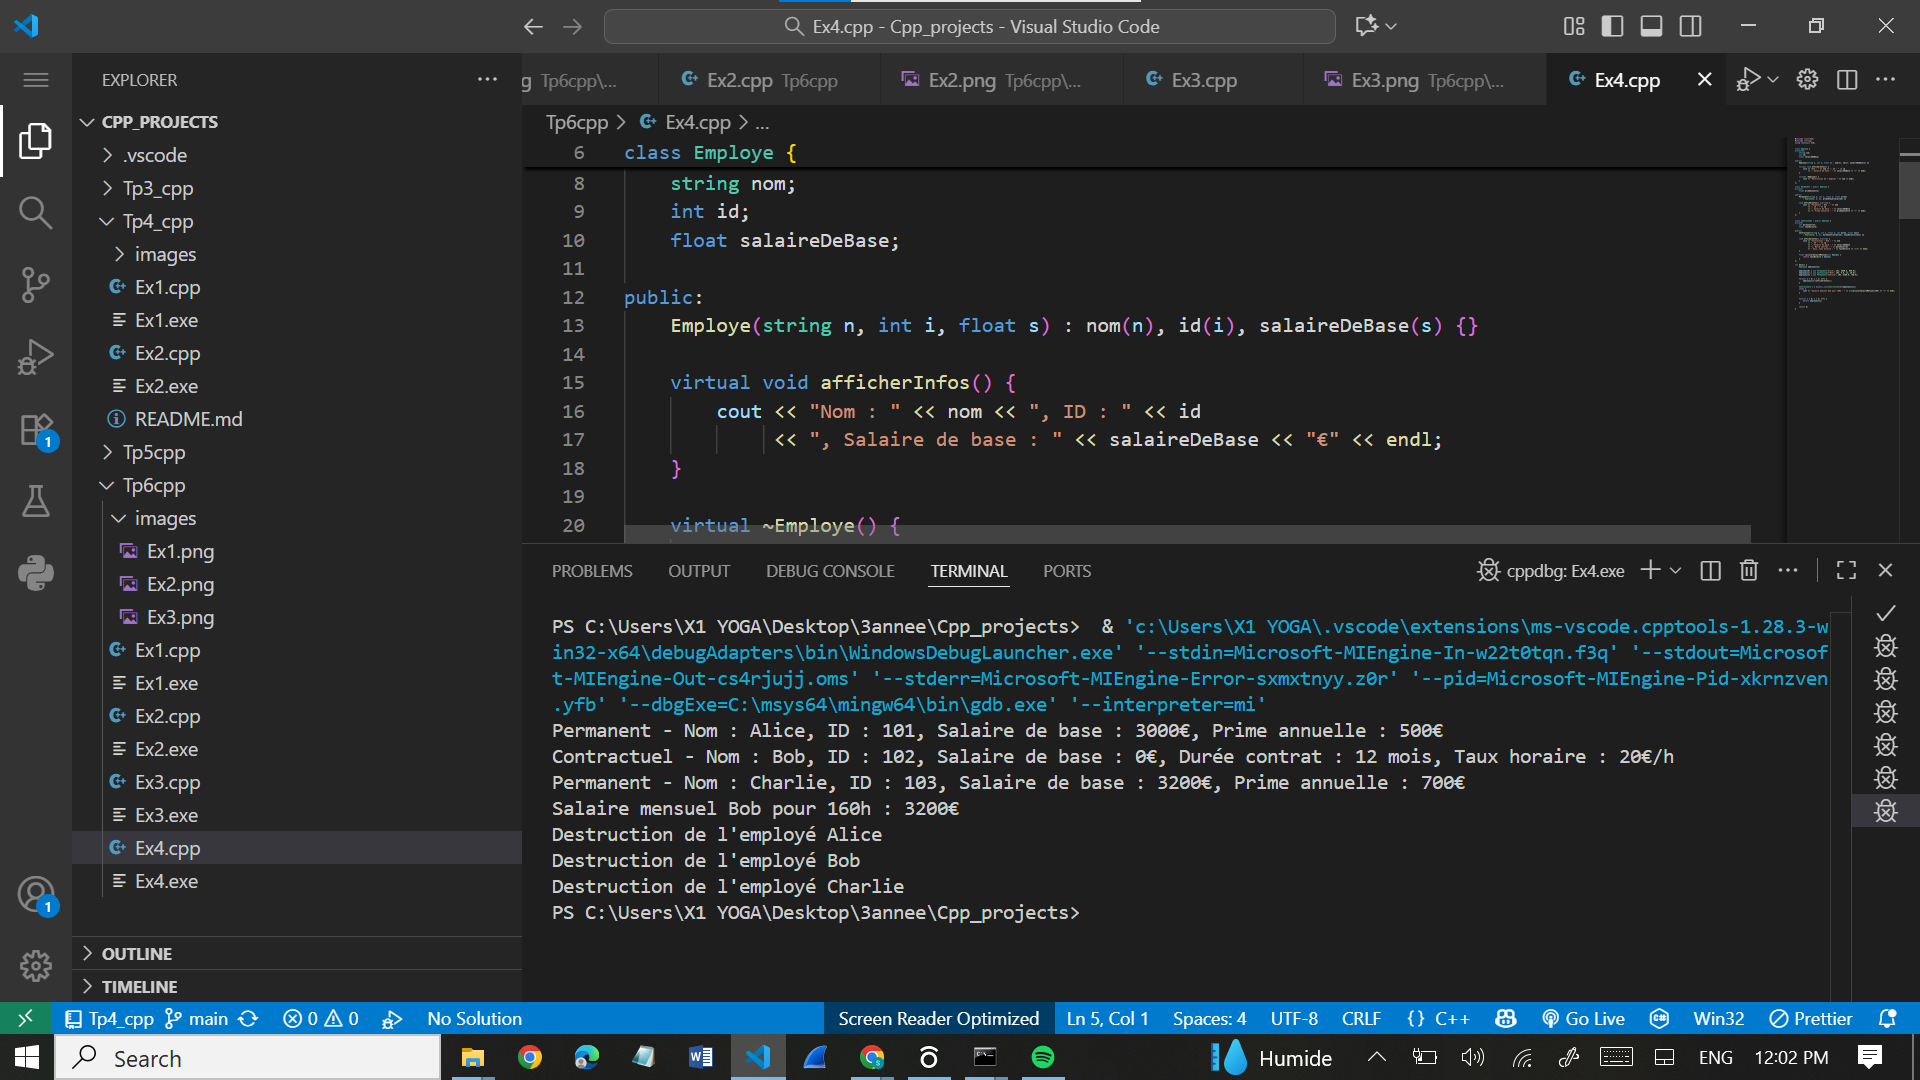 Ex4.cpp - Cpp_projects - Visual Studio Code
EXPLORER
g Tp6cpp\...
Ex2.cpp Tp6cpp
Ex2.png Tp6cpp\...
Ex3.cpp
Ex3.png Tp6cpp\...
Ex4.cpp
CPP_PROJECTS
.vscode
Tp3_cpp
Tp4_cpp
images
Ex1.cpp
Ex1.exe
Ex2.cpp
Ex2.exe
README.md
Tp5cpp
Tp6cpp
images
Ex1.png
Ex2.png
Ex3.png
Ex1.cpp
Ex1.exe
Ex2.cpp
Ex2.exe
Ex3.cpp
Ex3.exe
Ex4.cpp
Ex4.exe
OUTLINE
TIMELINE
1
1
Tp6cpp > Ex4.cpp > ...
6 class Employe {
8 string nom;
9 int id;
10 float salaireDeBase;
11
12 public:
13 Employe(string n, int i, float s) : nom(n), id(i), salaireDeBase(s) {}
14
15 virtual void afficherInfos() {
16 cout << "Nom : " << nom << ", ID : " << id
17 << ", Salaire de base : " << salaireDeBase << "€" << endl;
18 }
19
20 virtual ~Employe() {
PROBLEMS OUTPUT DEBUG CONSOLE TERMINAL PORTS
cppdbg: Ex4.exe
PS C:\Users\X1 YOGA\Desktop\3annee\Cpp_projects>  & 'c:\Users\X1 YOGA\.vscode\extensions\ms-vscode.cpptools-1.28.3-w
in32-x64\debugAdapters\bin\WindowsDebugLauncher.exe' '--stdin=Microsoft-MIEngine-In-w22t0tqn.f3q' '--stdout=Microsof
t-MIEngine-Out-cs4rjujj.oms' '--stderr=Microsoft-MIEngine-Error-sxmxtnyy.z0r' '--pid=Microsoft-MIEngine-Pid-xkrnzven
.yfb' '--dbgExe=C:\msys64\mingw64\bin\gdb.exe' '--interpreter=mi'
Permanent - Nom : Alice, ID : 101, Salaire de base : 3000€, Prime annuelle : 500€
Contractuel - Nom : Bob, ID : 102, Salaire de base : 0€, Durée contrat : 12 mois, Taux horaire : 20€/h
Permanent - Nom : Charlie, ID : 103, Salaire de base : 3200€, Prime annuelle : 700€
Salaire mensuel Bob pour 160h : 3200€
Destruction de l'employé Alice
Destruction de l'employé Bob
Destruction de l'employé Charlie
PS C:\Users\X1 YOGA\Desktop\3annee\Cpp_projects>
Tp4_cpp main 0 0 No Solution Screen Reader Optimized Ln 5, Col 1 Spaces: 4 UTF-8 CRLF {} C++ Go Live Win32 Prettier
Search Humide ENG 12:02 PM